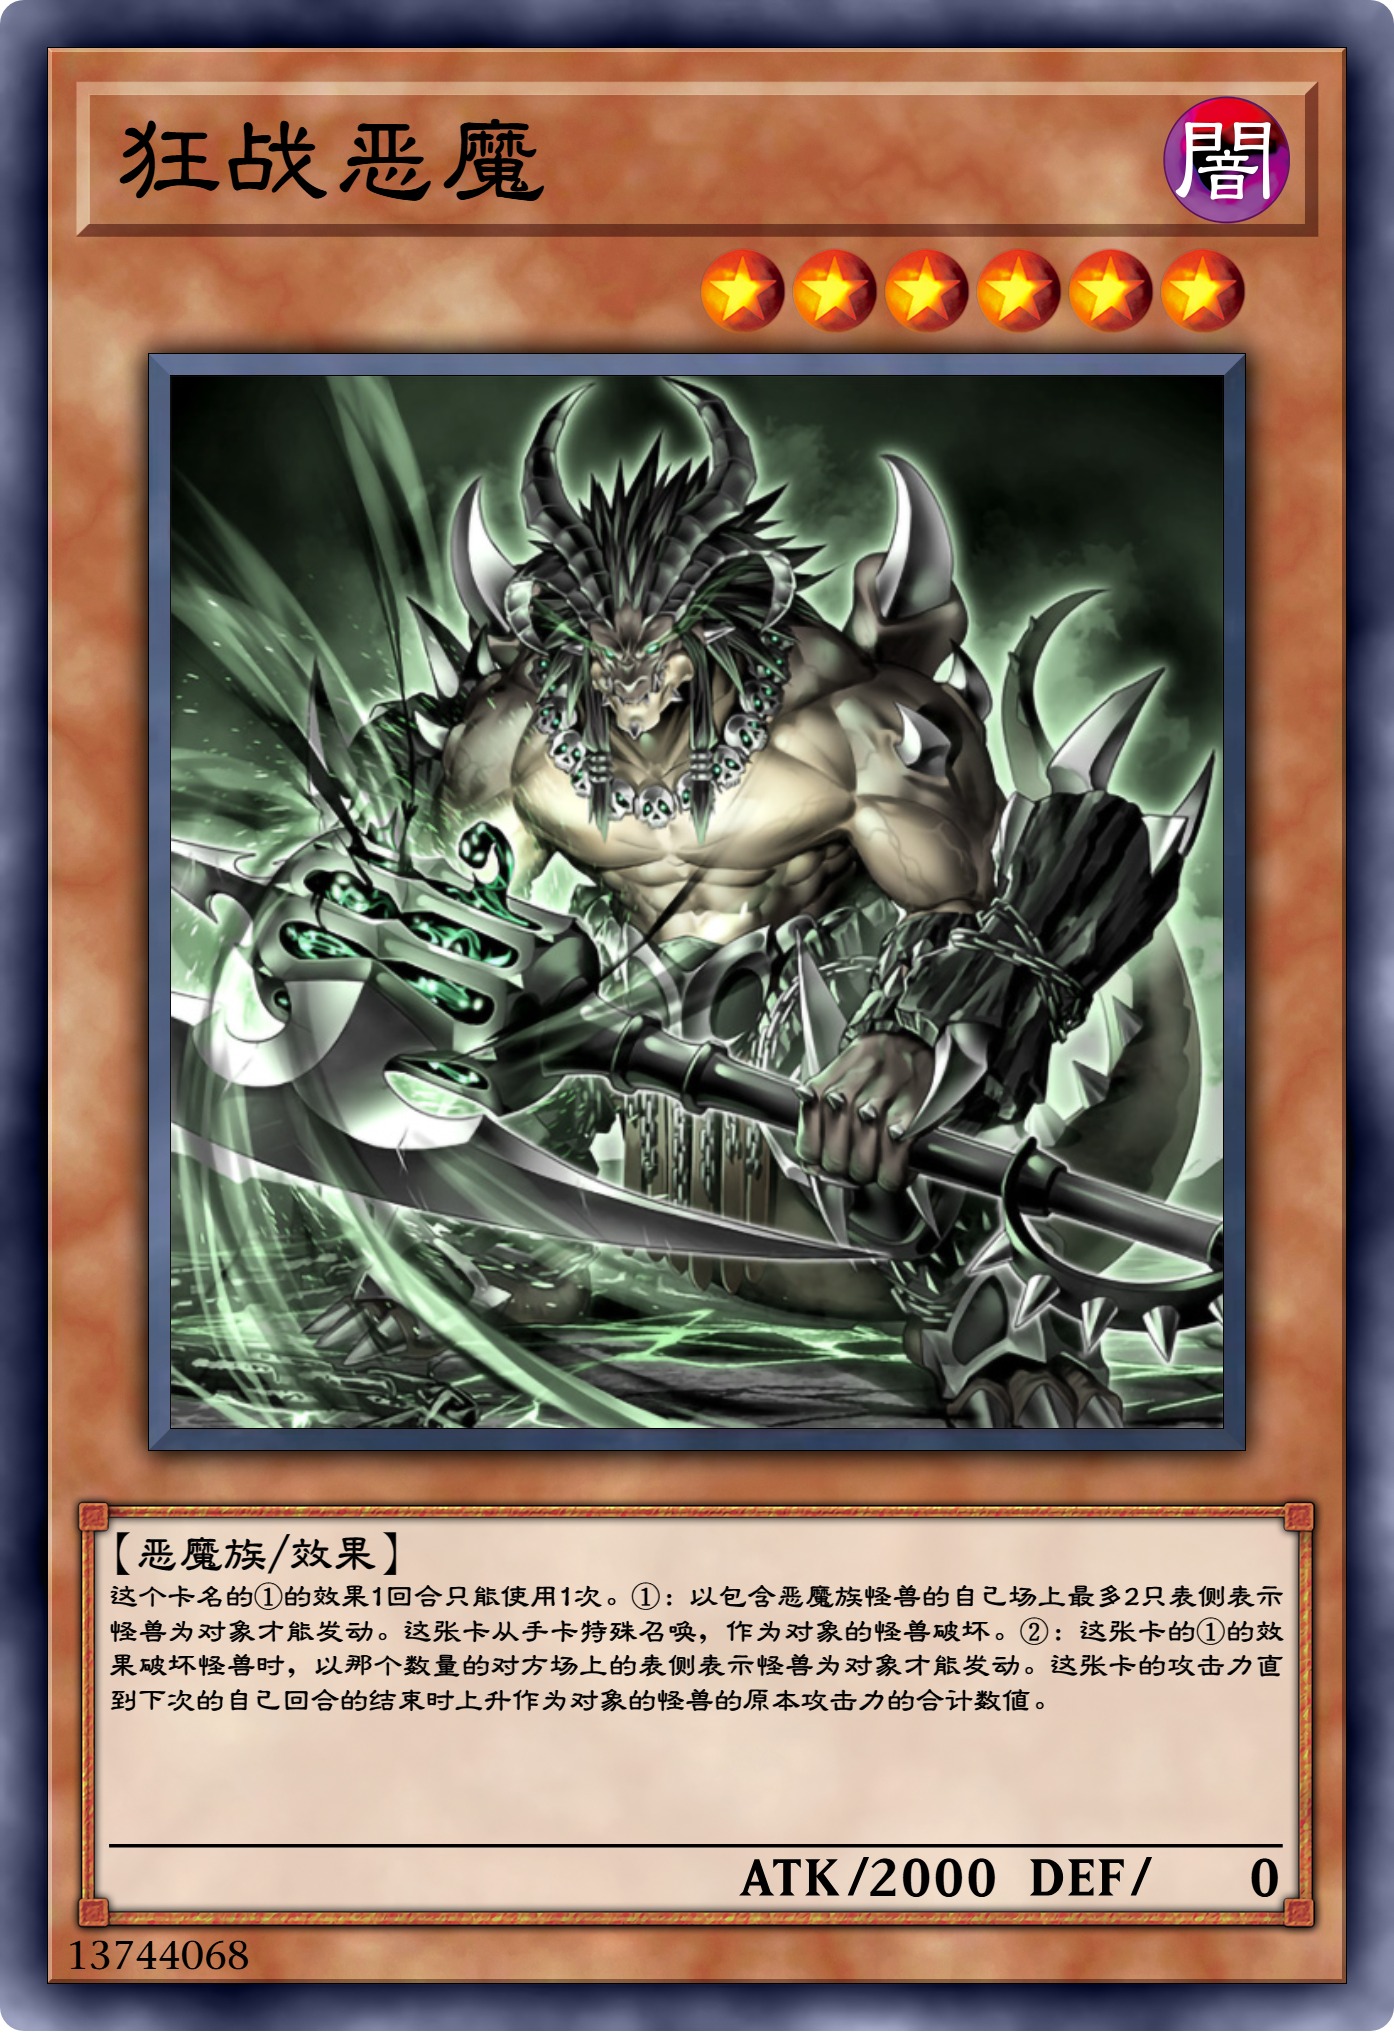 狂战恶魔
闇
【恶魔族/效果】
这个卡名的①的效果1回合只能使用1次。①：以包含恶魔族怪兽的自己场上最多2只表侧表示
怪兽为对象才能发动。这张卡从手卡特殊召唤，作为对象的怪兽破坏。②：这张卡的①的效
果破坏怪兽时，以那个数量的对方场上的表侧表示怪兽为对象才能发动。这张卡的攻击力直
到下次的自己回合的结束时上升作为对象的怪兽的原本攻击力的合计数值。
ATK/2000 DEF/ 0
13744068